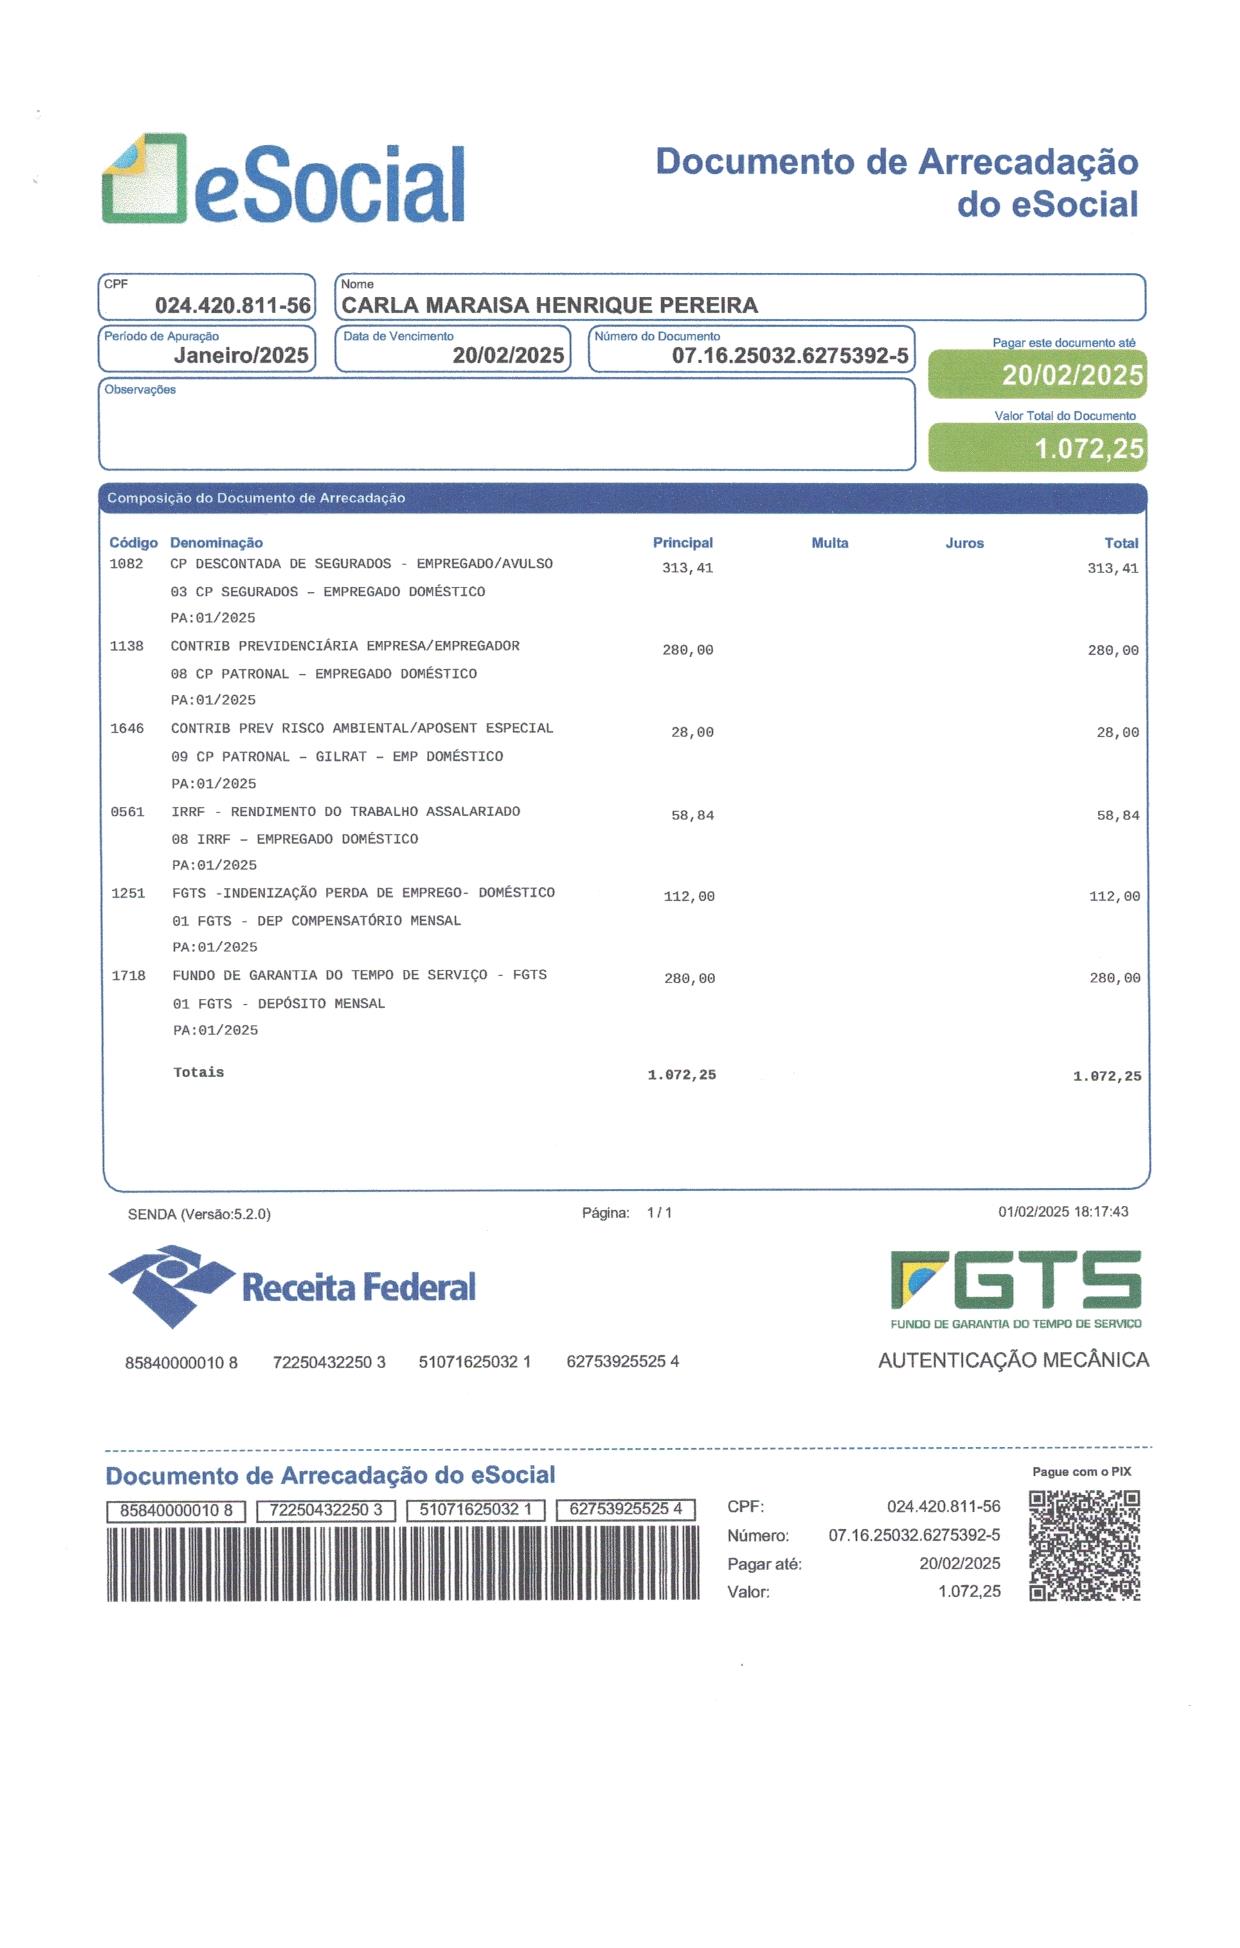 eSocial
Documento de Arrecadação
do eSocial
CPF
024.420.811-56
Nome
CARLA MARAISA HENRIQUE PEREIRA
Período de Apuração
Janeiro/2025
Data de Vencimento
20/02/2025
Número do Documento
07.16.25032.6275392-5
Pagar este documento até
20/02/2025
Observações
Valor Total do Documento
1.072,25
Composição do Documento de Arrecadação
Código Denominação Principal Multa Juros Total
1082 CP DESCONTADA DE SEGURADOS - EMPREGADO/AVULSO 313,41 313,41
03 CP SEGURADOS – EMPREGADO DOMÉSTICO
PA:01/2025
1138 CONTRIB PREVIDENCIÁRIA EMPRESA/EMPREGADOR 280,00 280,00
08 CP PATRONAL – EMPREGADO DOMÉSTICO
PA:01/2025
1646 CONTRIB PREV RISCO AMBIENTAL/APOSENT ESPECIAL 28,00 28,00
09 CP PATRONAL – GILRAT – EMP DOMÉSTICO
PA:01/2025
0561 IRRF - RENDIMENTO DO TRABALHO ASSALARIADO 58,84 58,84
08 IRRF – EMPREGADO DOMÉSTICO
PA:01/2025
1251 FGTS -INDENIZAÇÃO PERDA DE EMPREGO- DOMÉSTICO 112,00 112,00
01 FGTS - DEP COMPENSATÓRIO MENSAL
PA:01/2025
1718 FUNDO DE GARANTIA DO TEMPO DE SERVIÇO - FGTS 280,00 280,00
01 FGTS - DEPÓSITO MENSAL
PA:01/2025
Totais 1.072,25 1.072,25
SENDA (Versão:5.2.0) Página: 1 / 1 01/02/2025 18:17:43
Receita Federal
FGTS
FUNDO DE GARANTIA DO TEMPO DE SERVIÇO
85840000010 8 72250432250 3 51071625032 1 62753925525 4
AUTENTICAÇÃO MECÂNICA
Documento de Arrecadação do eSocial
Pague com o PIX
85840000010 8 72250432250 3 51071625032 1 62753925525 4
CPF: 024.420.811-56
Número: 07.16.25032.6275392-5
Pagar até: 20/02/2025
Valor: 1.072,25